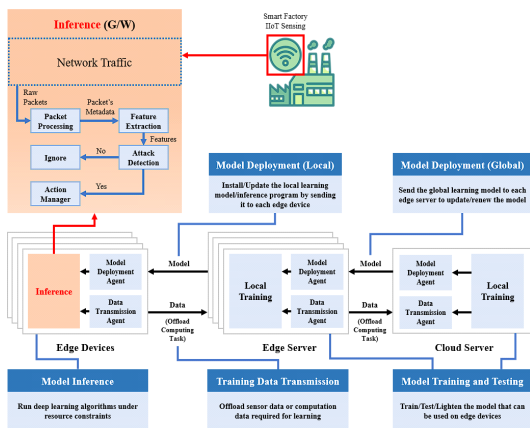 Inference (G/W)
Network Traffic
Raw
Packets
Packet
Processing
Packet's
Metadata
Feature
Extraction
Features
Ignore
No
Attack
Detection
Action
Manager
Yes
Smart Factory
IIoT Sensing
Model Deployment (Local)
Install/Update the local learning
model/inference program by sending
it to each edge device
Model Deployment (Global)
Send the global learning model to each
edge server to update/renew the model
Inference
Model
Deployment
Agent
Data
Transmission
Agent
Edge Devices
Model
Data
(Offload
Computing
Task)
Local
Training
Model
Deployment
Agent
Data
Transmission
Agent
Edge Server
Model
Data
(Offload
Computing
Task)
Model
Deployment
Agent
Data
Transmission
Agent
Local
Training
Cloud Server
Model Inference
Run deep learning algorithms under
resource constraints
Training Data Transmission
Offload sensor data or computation
data required for learning
Model Training and Testing
Train/Test/Lighten the model that can
be used on edge devices